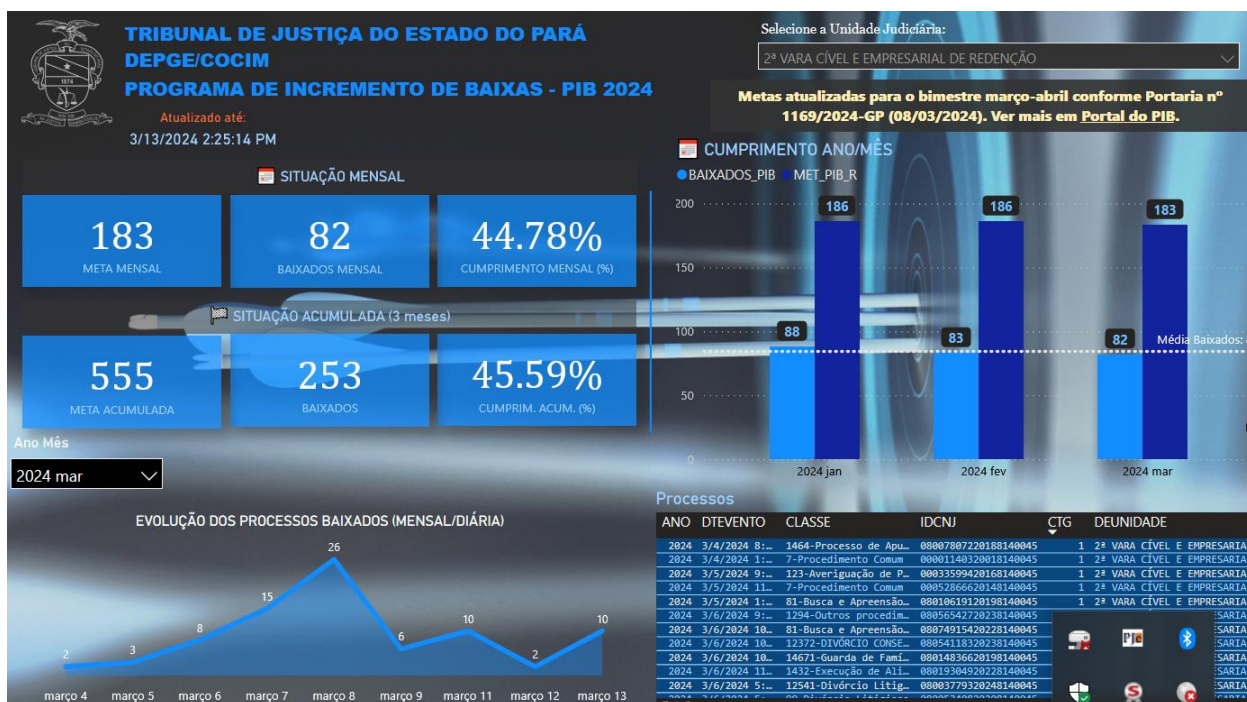 TRIBUNAL DE JUSTIÇA DO ESTADO DO PARÁ
DEPGE/COCIM
PROGRAMA DE INCREMENTO DE BAIXAS - PIB 2024
Atualizado até:
3/13/2024 2:25:14 PM
1874
Selecione a Unidade Judiciária:
2ª VARA CÍVEL E EMPRESARIAL DE REDENÇÃO
Metas atualizadas para o bimestre março-abril conforme Portaria nº
1169/2024-GP (08/03/2024). Ver mais em Portal do PIB.
SITUAÇÃO MENSAL
183
META MENSAL
82
BAIXADOS MENSAL
44.78%
CUMPRIMENTO MENSAL (%)
SITUAÇÃO ACUMULADA (3 meses)
555
META ACUMULADA
253
BAIXADOS
45.59%
CUMPRIM. ACUM. (%)
Ano Mês
2024 mar
CUMPRIMENTO ANO/MÊS
BAIXADOS_PIB MET_PIB_R
200
150
100
50
0
88
186
83
186
82
183
Média Baixados:
2024 jan
2024 fev
2024 mar
EVOLUÇÃO DOS PROCESSOS BAIXADOS (MENSAL/DIÁRIA)
2
3
8
15
26
6
10
2
10
março 4 março 5 março 6 março 7 março 8 março 9 março 11 março 12 março 13
Processos
ANO DTEVENTO CLASSE IDCNJ CTG DEUNIDADE
2024 3/4/2024 8:… 1464-Processo de Apu… 08007807220188140045 1 2ª VARA CÍVEL E EMPRESARIA
2024 3/4/2024 1:… 7-Procedimento Comum 00001140320018140045 1 2ª VARA CÍVEL E EMPRESARIA
2024 3/5/2024 9:… 123-Averiguação de P… 00033599420168140045 1 2ª VARA CÍVEL E EMPRESARIA
2024 3/5/2024 11… 7-Procedimento Comum 00052866620148140045 1 2ª VARA CÍVEL E EMPRESARIA
2024 3/5/2024 1:… 81-Busca e Apreensão… 08010619120198140045 1 2ª VARA CÍVEL E EMPRESARIA
2024 3/6/2024 9:… 1294-Outros procedim… 08056542720238140045 ESARIA
2024 3/6/2024 10… 81-Busca e Apreensão… 08074915420228140045 ESARIA
2024 3/6/2024 10… 12372-DIVÓRCIO CONSE… 08054118320238140045 ESARIA
2024 3/6/2024 10… 14671-Guarda de Famí… 08014836620198140045 ESARIA
2024 3/6/2024 11… 1432-Execução de Ali… 08019304920228140045 ESARIA
2024 3/6/2024 5:… 12541-Divórcio Litig… 08003779320248140045 ESARIA
PJe